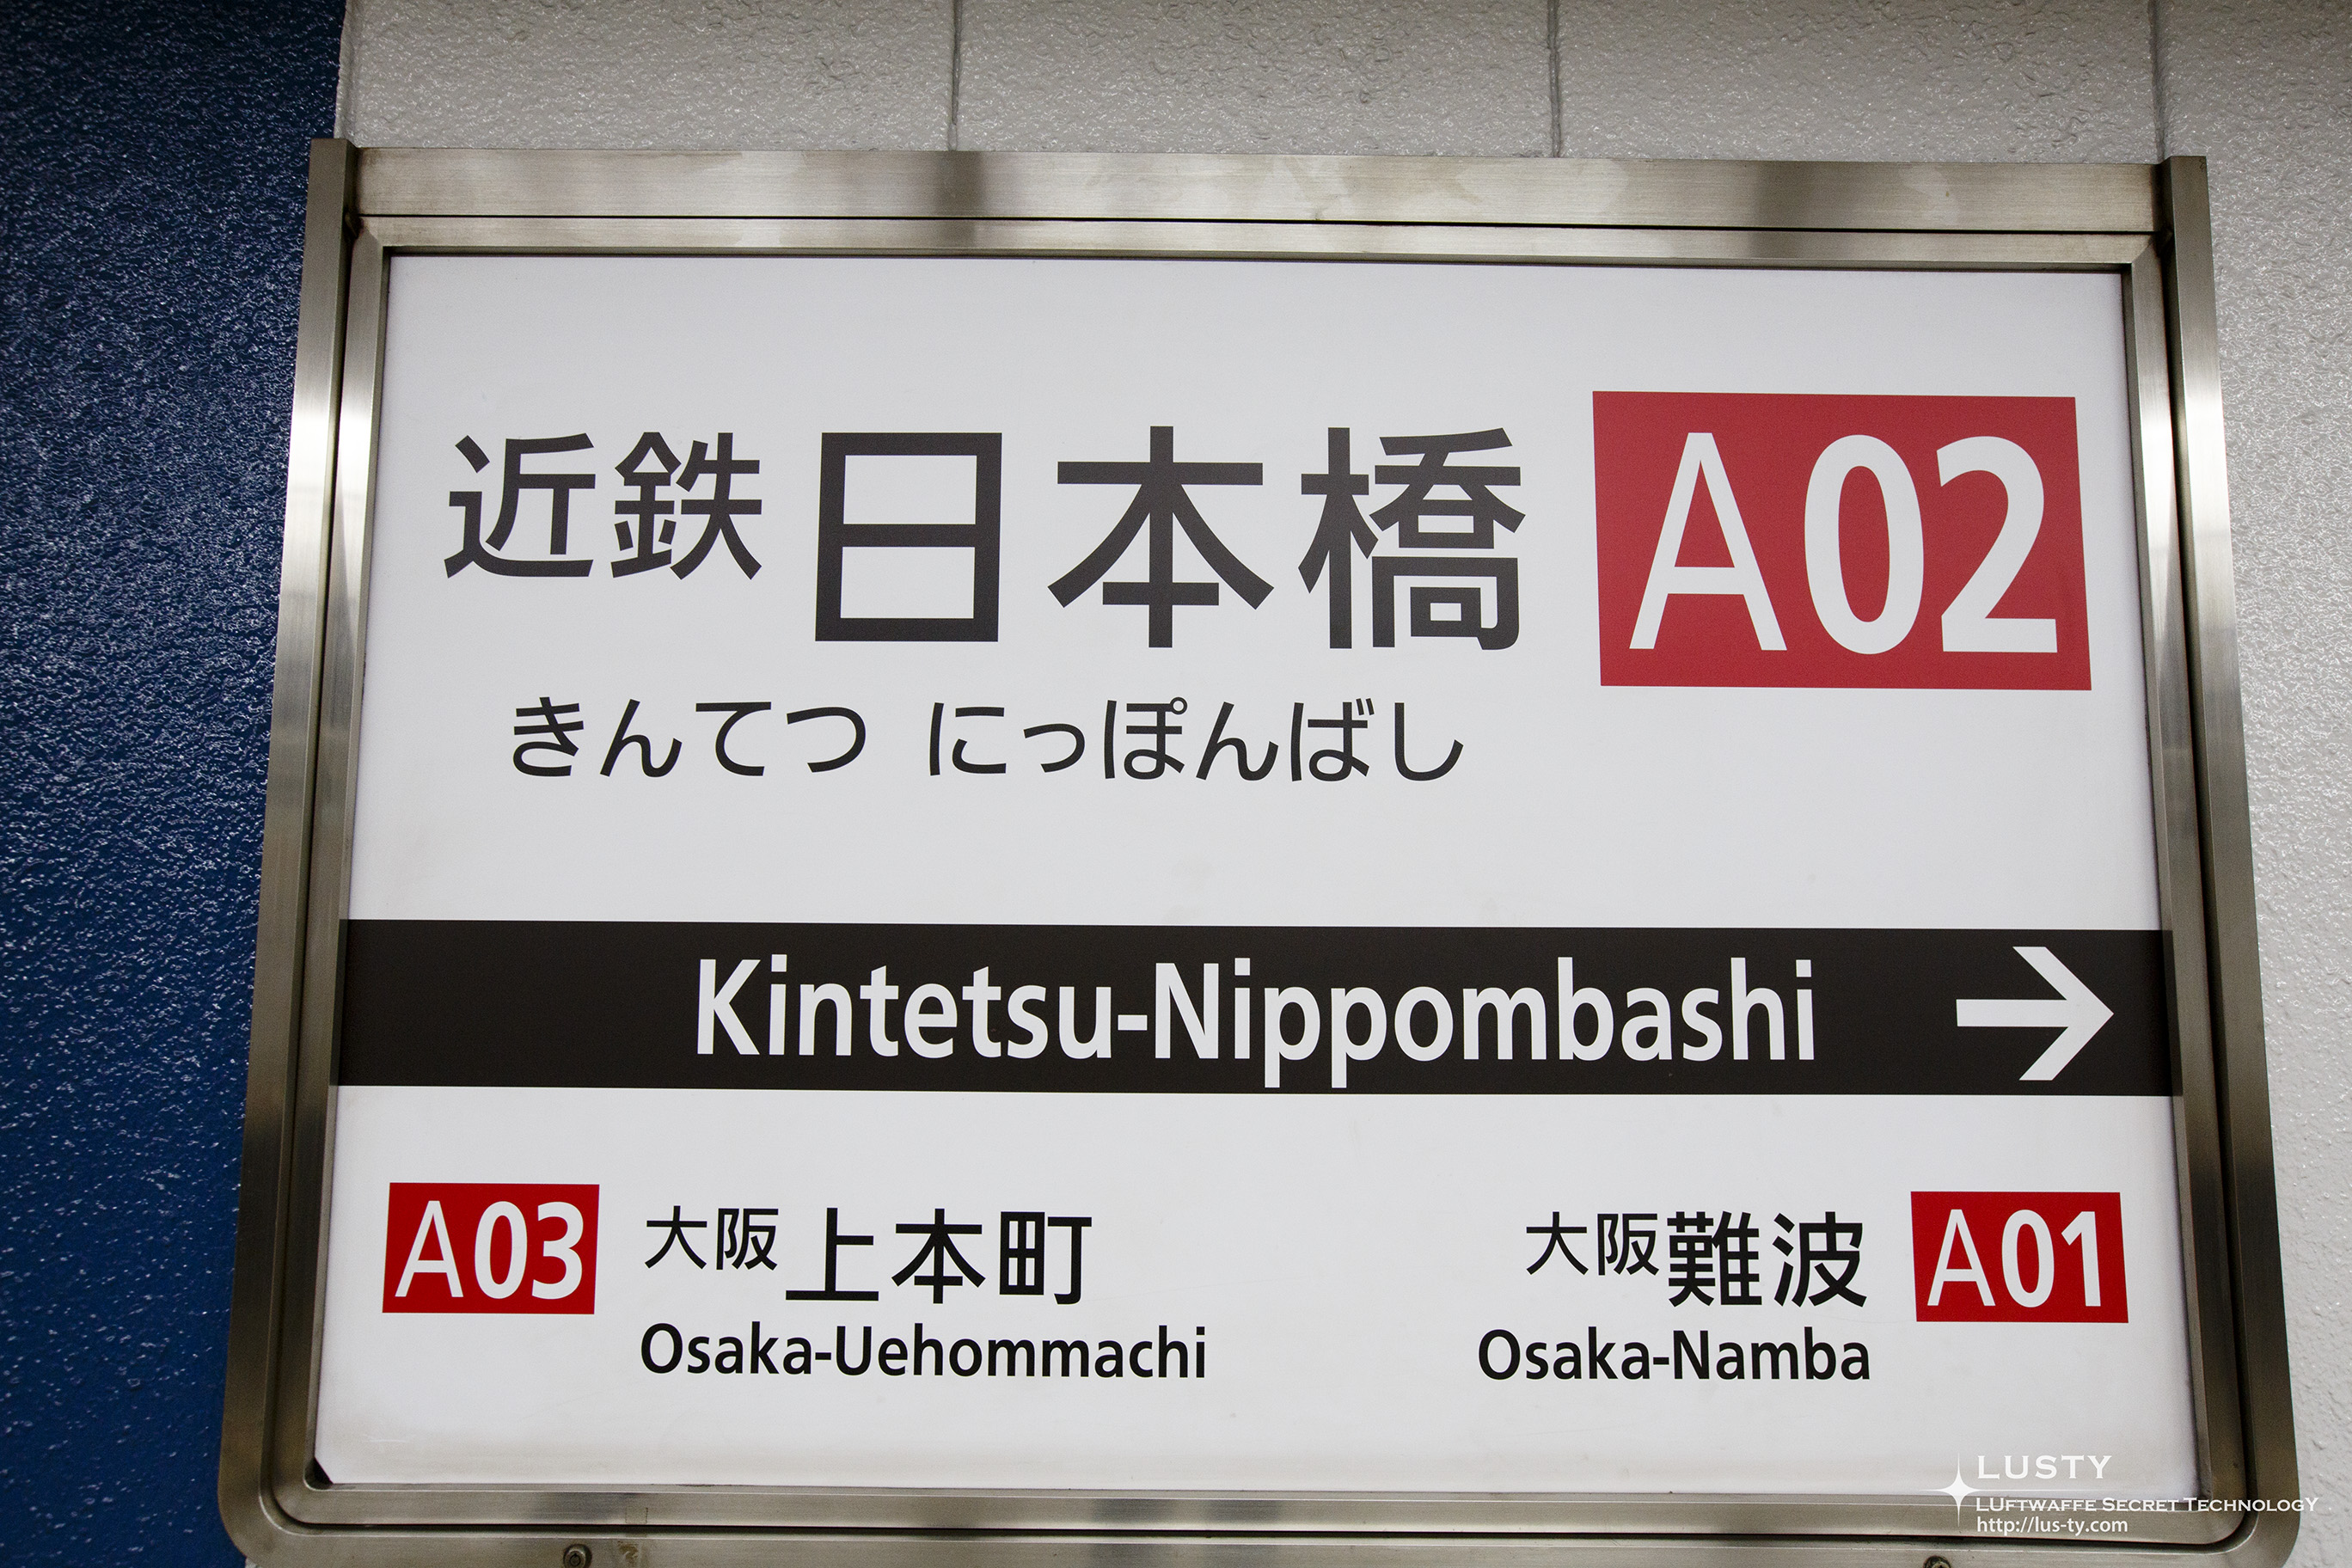 近鉄日本橋 A02
きんてつ にっぽんばし
Kintetsu-Nippombashi →
A03 大阪上本町
Osaka-Uehommachi
大阪難波 A01
Osaka-Namba
LUSTY
LUFTWAFFE SECRET TECHNOLOGY
http://lus-ty.com